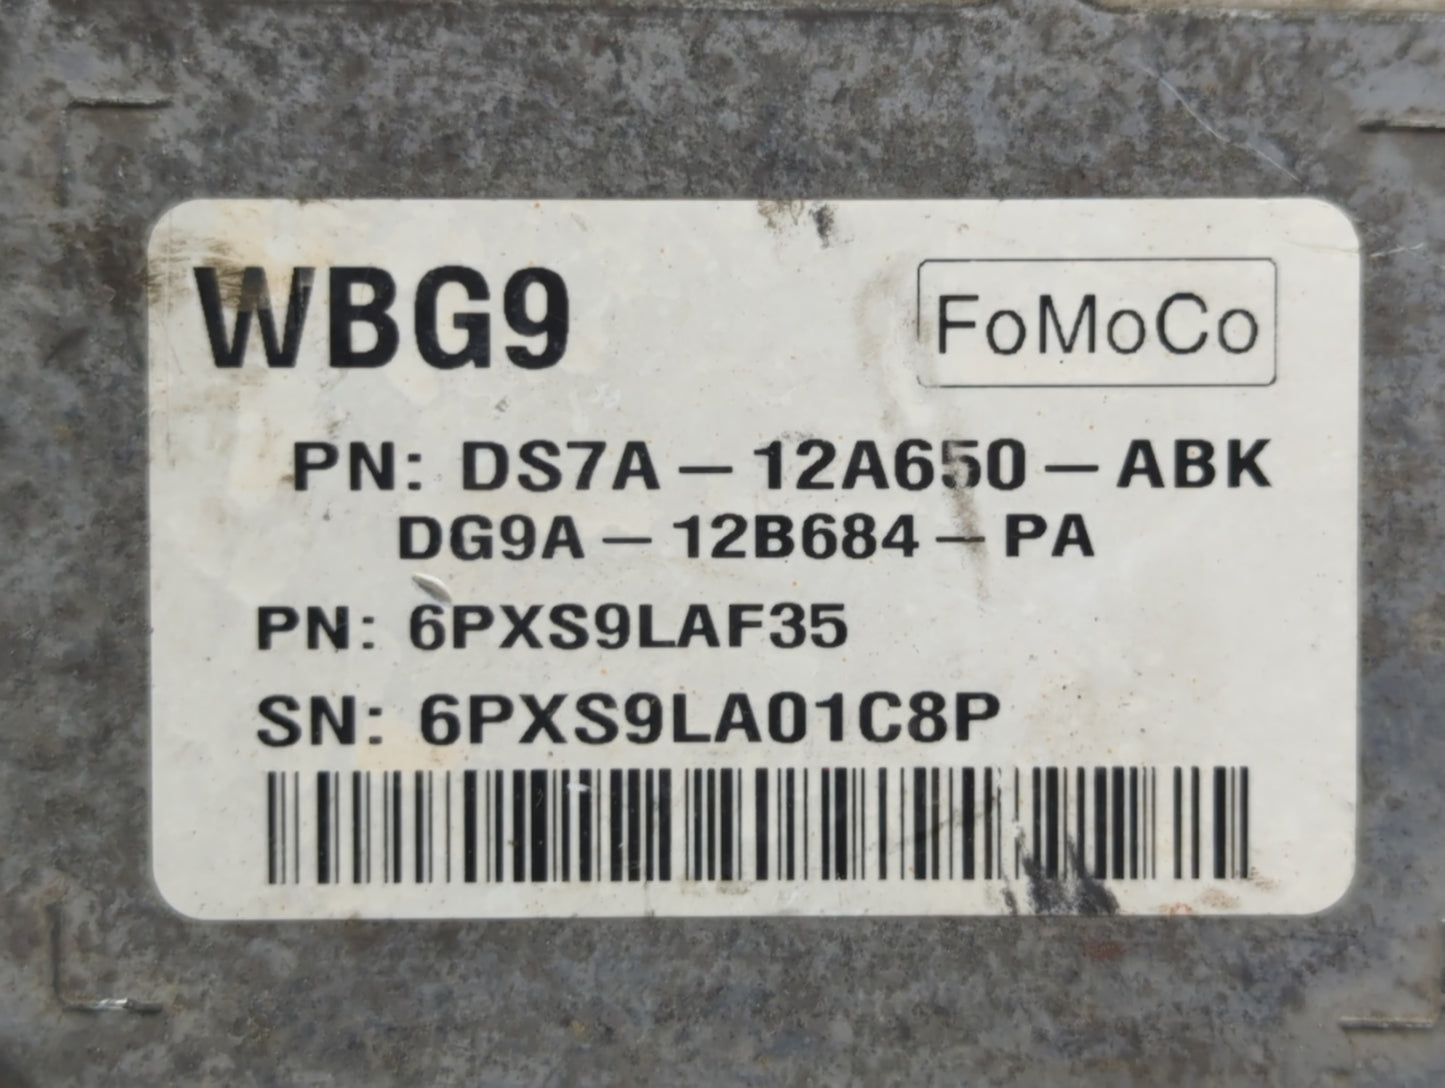 WBG9
FoMoCo
PN: DS7A-12A650-ABK
DG9A-12B684-PA
PN: 6PXS9LAF35
SN: 6PXS9LA01C8P